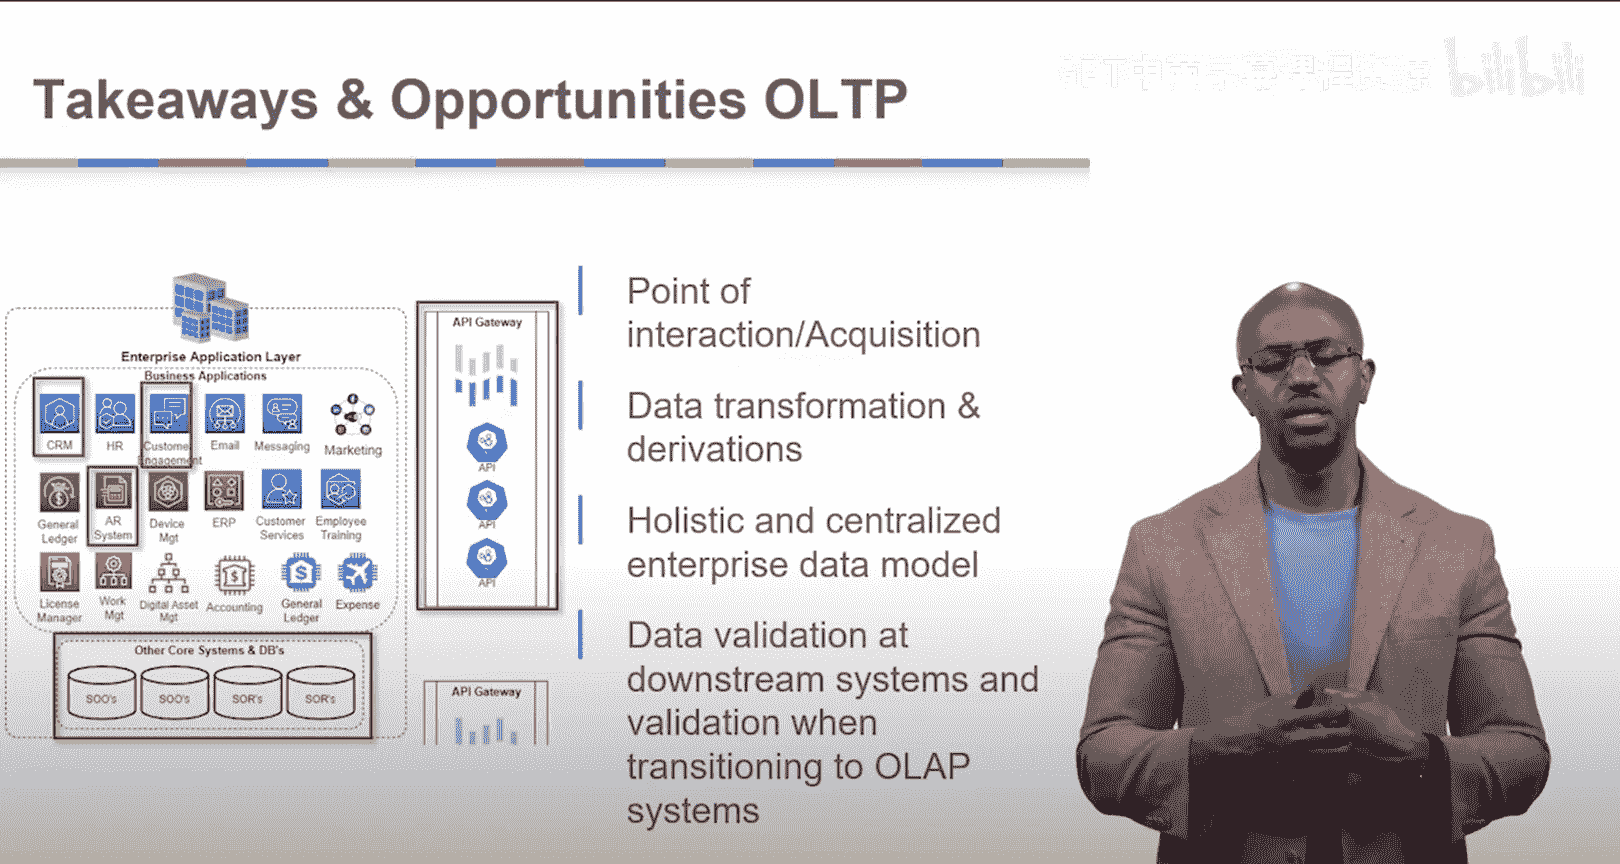 bilibili
Takeaways & Opportunities OLTP
Enterprise Application Layer
Business Applications
CRM
HR
Customer
Engagement
Email
Messaging
Marketing
General
Ledger
AR
System
Device
Mgt
ERP
Customer
Services
Employee
Training
License
Manager
Work
Mgt
Digital Asset
Mgt
Accounting
General
Ledger
Expense
Other Core Systems & DB's
SOO's
SOO's
SOR's
SOR's
API Gateway
API
API
API
API Gateway
Point of
interaction/Acquisition
Data transformation &
derivations
Holistic and centralized
enterprise data model
Data validation at
downstream systems and
validation when
transitioning to OLAP
systems